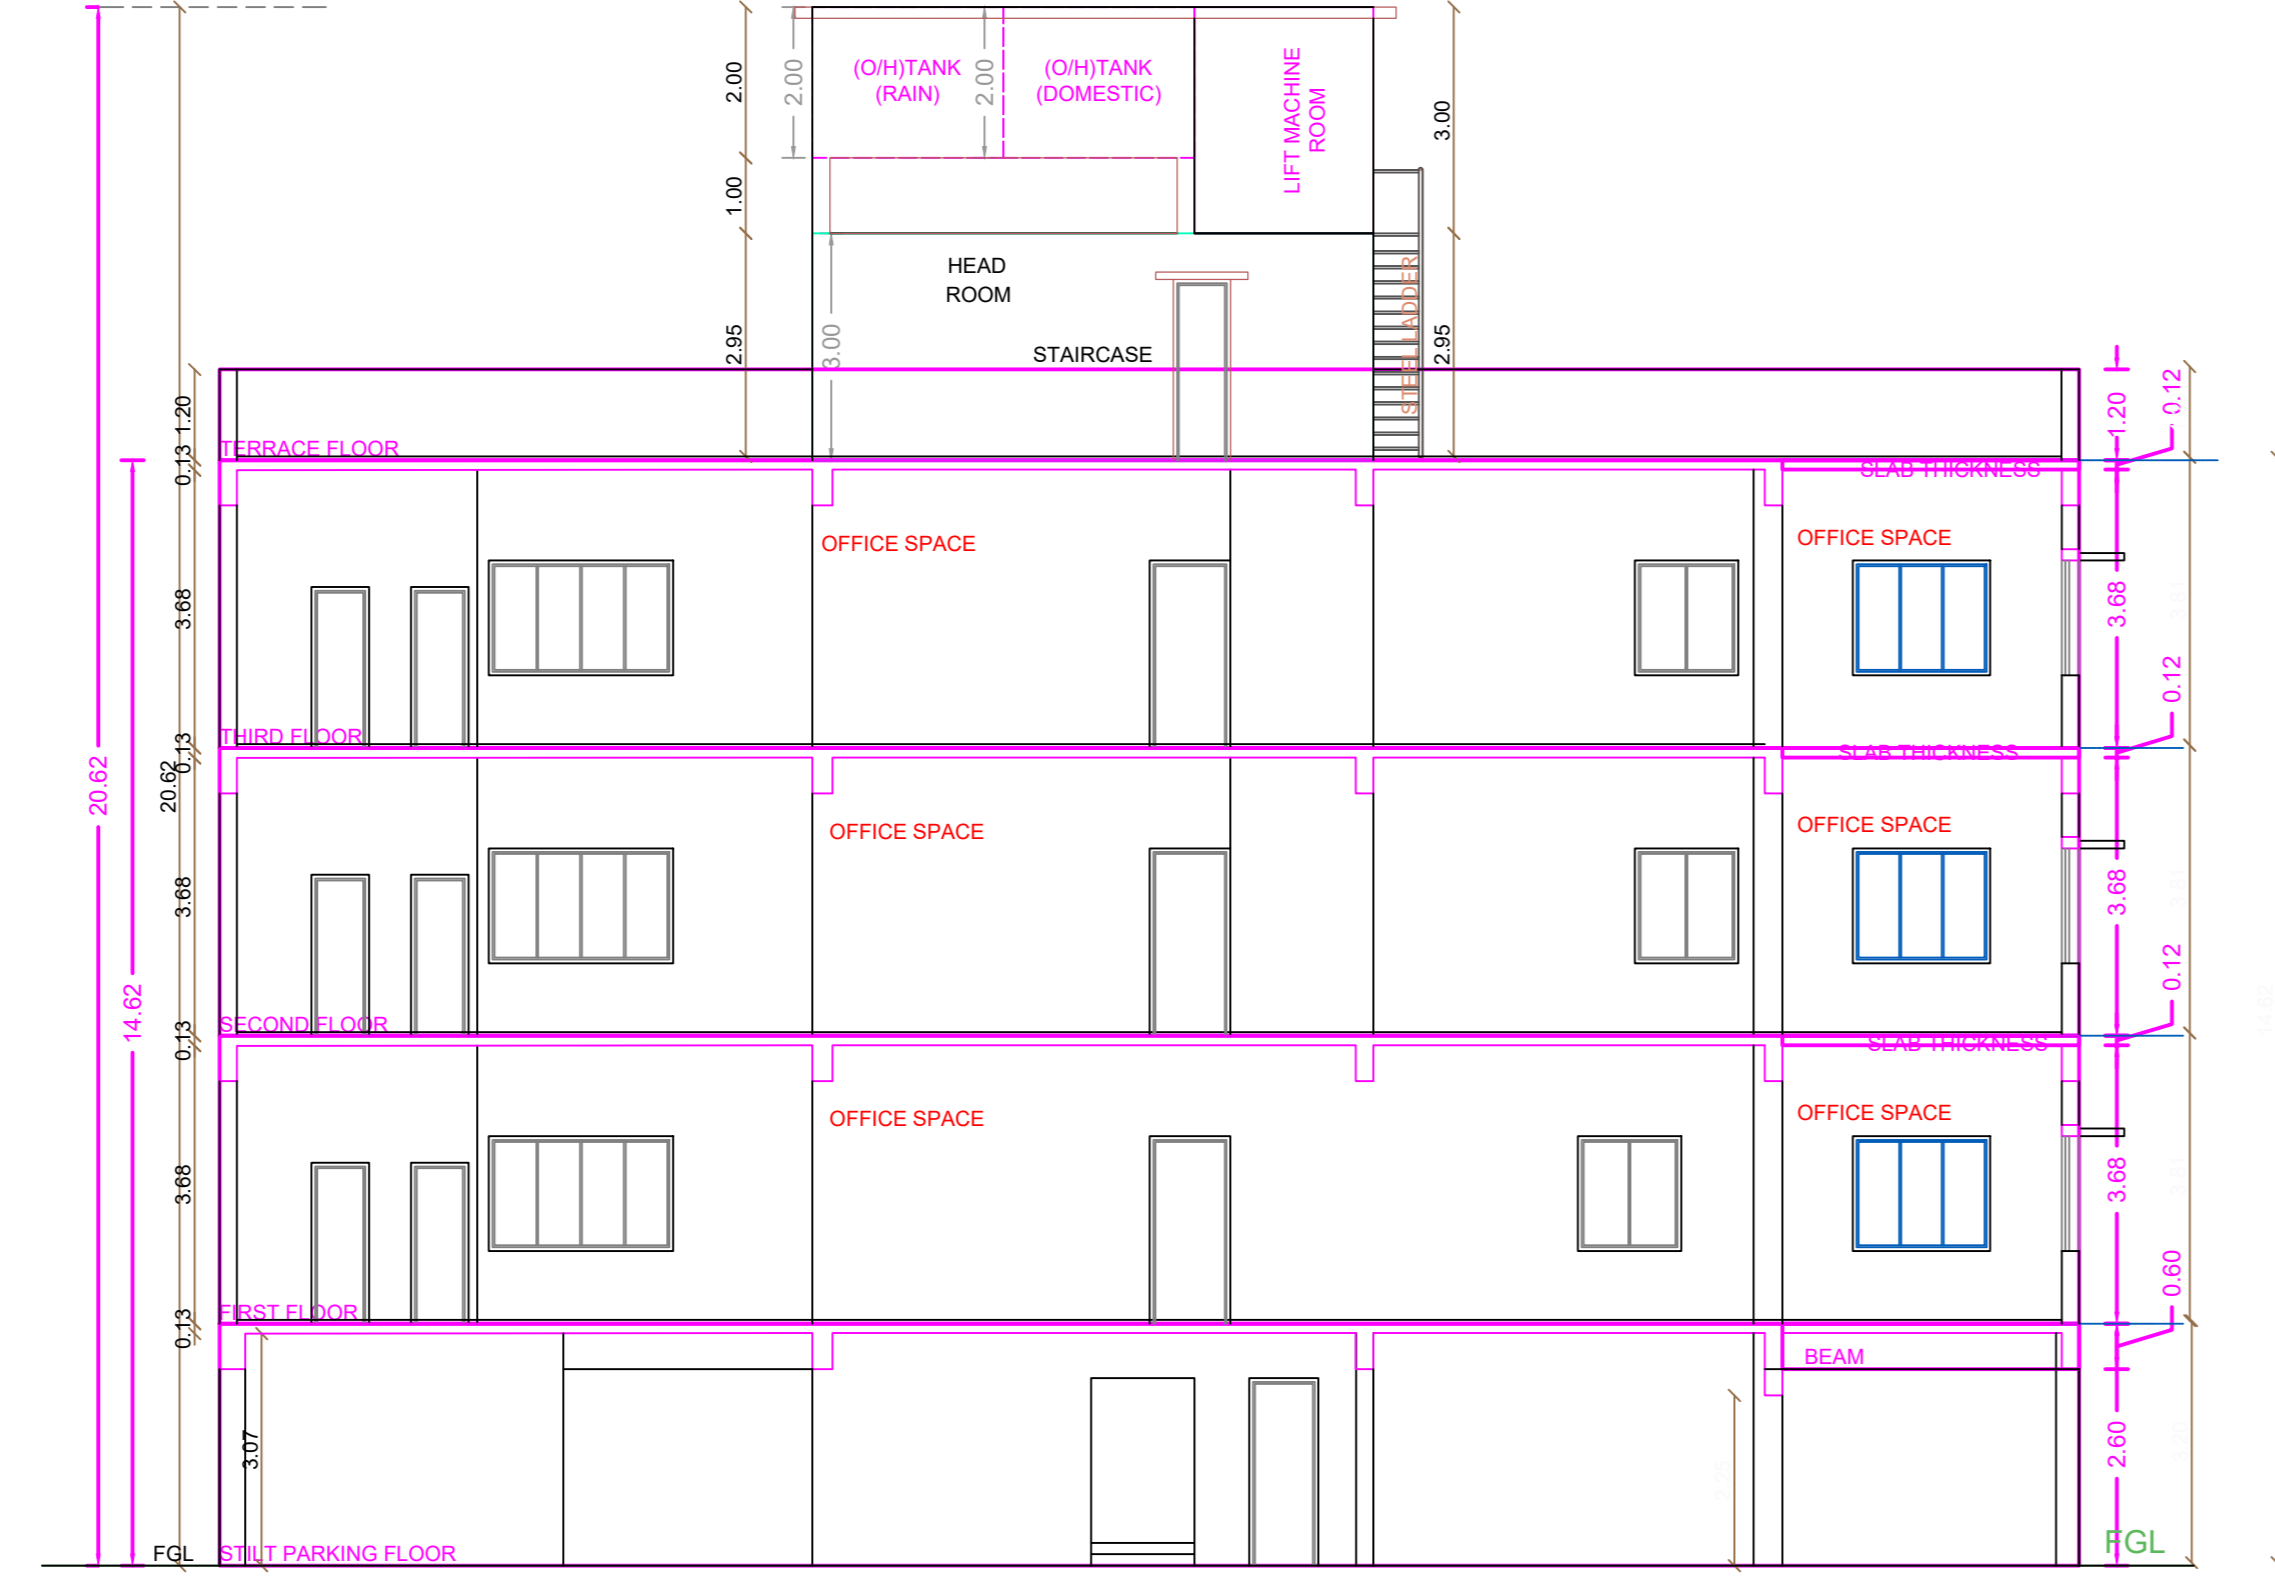 2.00
2.00
(O/H)TANK
(RAIN)
2.00
(O/H)TANK
(DOMESTIC)
LIFT MACHINE
ROOM
3.00
1.00
HEAD
ROOM
STEEL LADDER
2.95
3.00
STAIRCASE
2.95
1.20
1.20
0.12
TERRACE FLOOR
0.13
SLAB THICKNESS
OFFICE SPACE
OFFICE SPACE
3.68
3.68
0.12
THIRD FLOOR
0.13
SLAB THICKNESS
20.62
20.62
OFFICE SPACE
OFFICE SPACE
3.68
3.68
0.12
14.62
SECOND FLOOR
0.13
SLAB THICKNESS
OFFICE SPACE
OFFICE SPACE
3.68
3.68
0.60
FIRST FLOOR
0.13
BEAM
3.07
2.60
FGL
STILT PARKING FLOOR
FGL